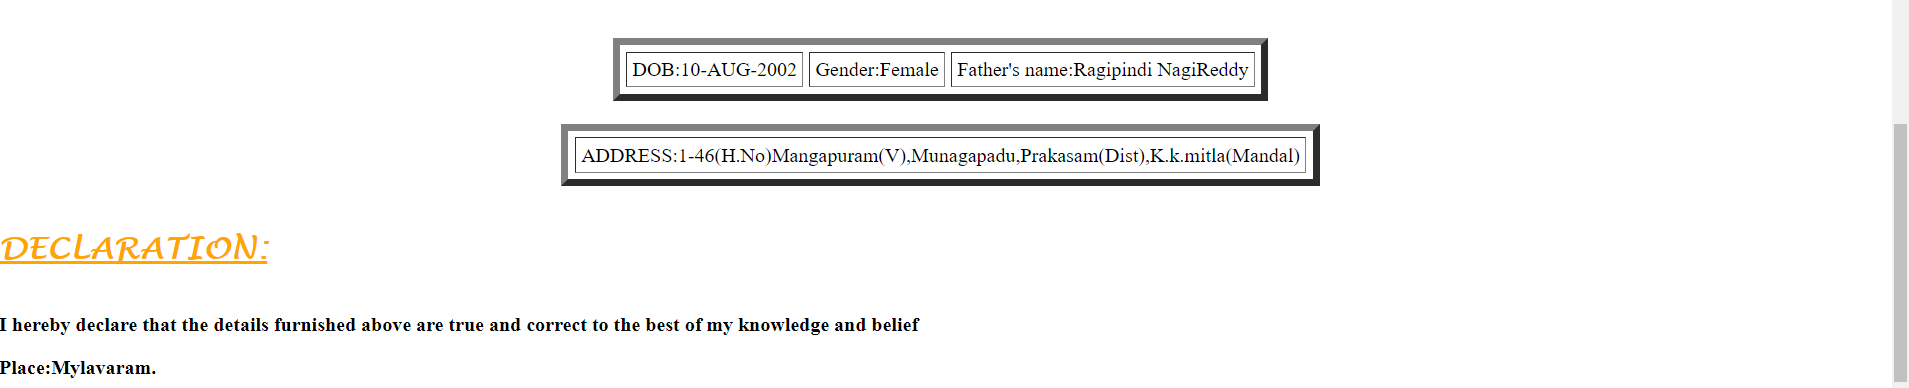 DOB:10-AUG-2002 Gender:Female Father's name:Ragipindi NagiReddy
ADDRESS:1-46(H.No)Mangapuram(V),Munagapadu,Prakasam(Dist),K.k.mitla(Mandal)
DECLARATION:
I hereby declare that the details furnished above are true and correct to the best of my knowledge and belief
Place:Mylavaram.